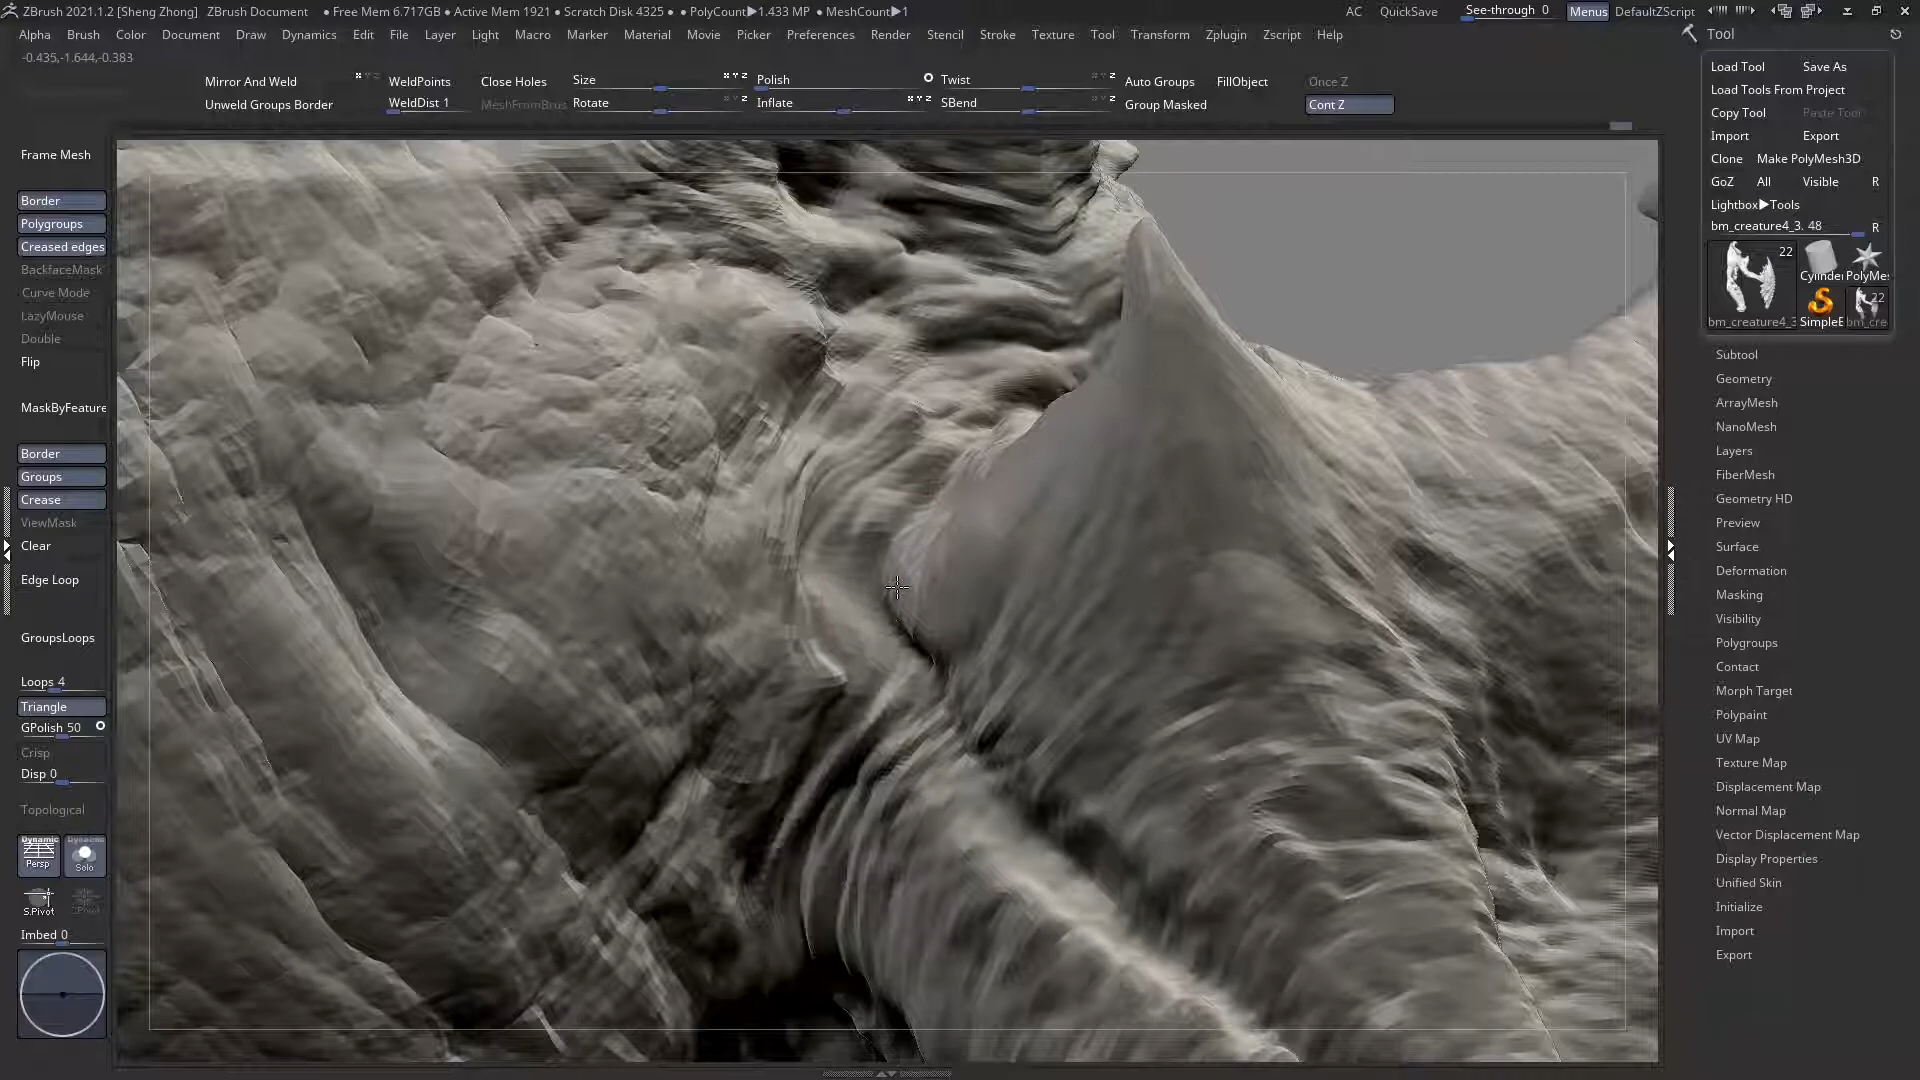 ZBrush 2021.1.2 [Sheng Zhong] ZBrush Document • Free Mem 6.717GB • Active Mem 1921 • Scratch Disk 4325 • • PolyCount▶1.433 MP • MeshCount▶1 AC QuickSave See-through 0 Menus DefaultZScript
Alpha Brush Color Document Draw Dynamics Edit File Layer Light Macro Marker Material Movie Picker Preferences Render Stencil Stroke Texture Tool Transform Zplugin Zscript Help
-0.435,-1.644,-0.383
Mirror And Weld WeldPoints Close Holes Size Polish Twist Auto Groups FillObject Once Z
Unweld Groups Border WeldDist 1 MeshFromBrus Rotate Inflate SBend Group Masked Cont Z
Frame Mesh
Border
Polygroups
Creased edges
BackfaceMask
Curve Mode
LazyMouse
Double
Flip
MaskByFeature
Border
Groups
Crease
ViewMask
Clear
Edge Loop
GroupsLoops
Loops 4
Triangle
GPolish 50
Crisp
Disp 0
Topological
Dynamic
Persp
Solo
S.Pivot
Imbed 0
Tool
Load Tool Save As
Load Tools From Project
Copy Tool Paste Tool
Import Export
Clone Make PolyMesh3D
GoZ All Visible R
Lightbox▶Tools
bm_creature4_3. 48 R
22
Cylinder PolyMes
22
bm_creature4_3 SimpleE bm_cre
Subtool
Geometry
ArrayMesh
NanoMesh
Layers
FiberMesh
Geometry HD
Preview
Surface
Deformation
Masking
Visibility
Polygroups
Contact
Morph Target
Polypaint
UV Map
Texture Map
Displacement Map
Normal Map
Vector Displacement Map
Display Properties
Unified Skin
Initialize
Import
Export